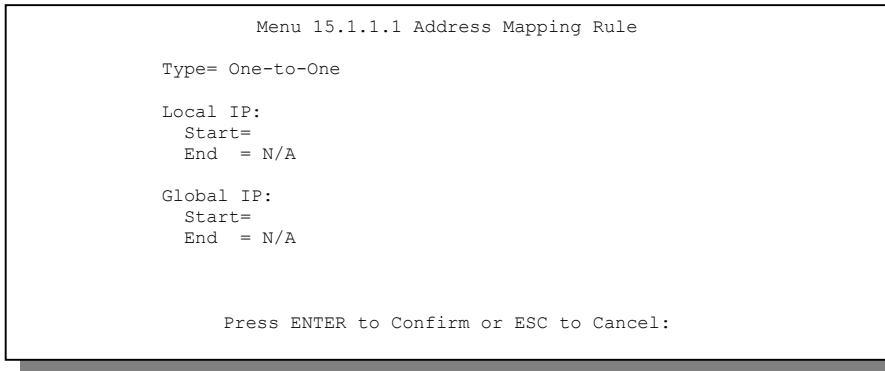 Menu 15.1.1.1 Address Mapping Rule
Type= One-to-One
Local IP:
Start=
End  = N/A
Global IP:
Start=
End  = N/A
Press ENTER to Confirm or ESC to Cancel: